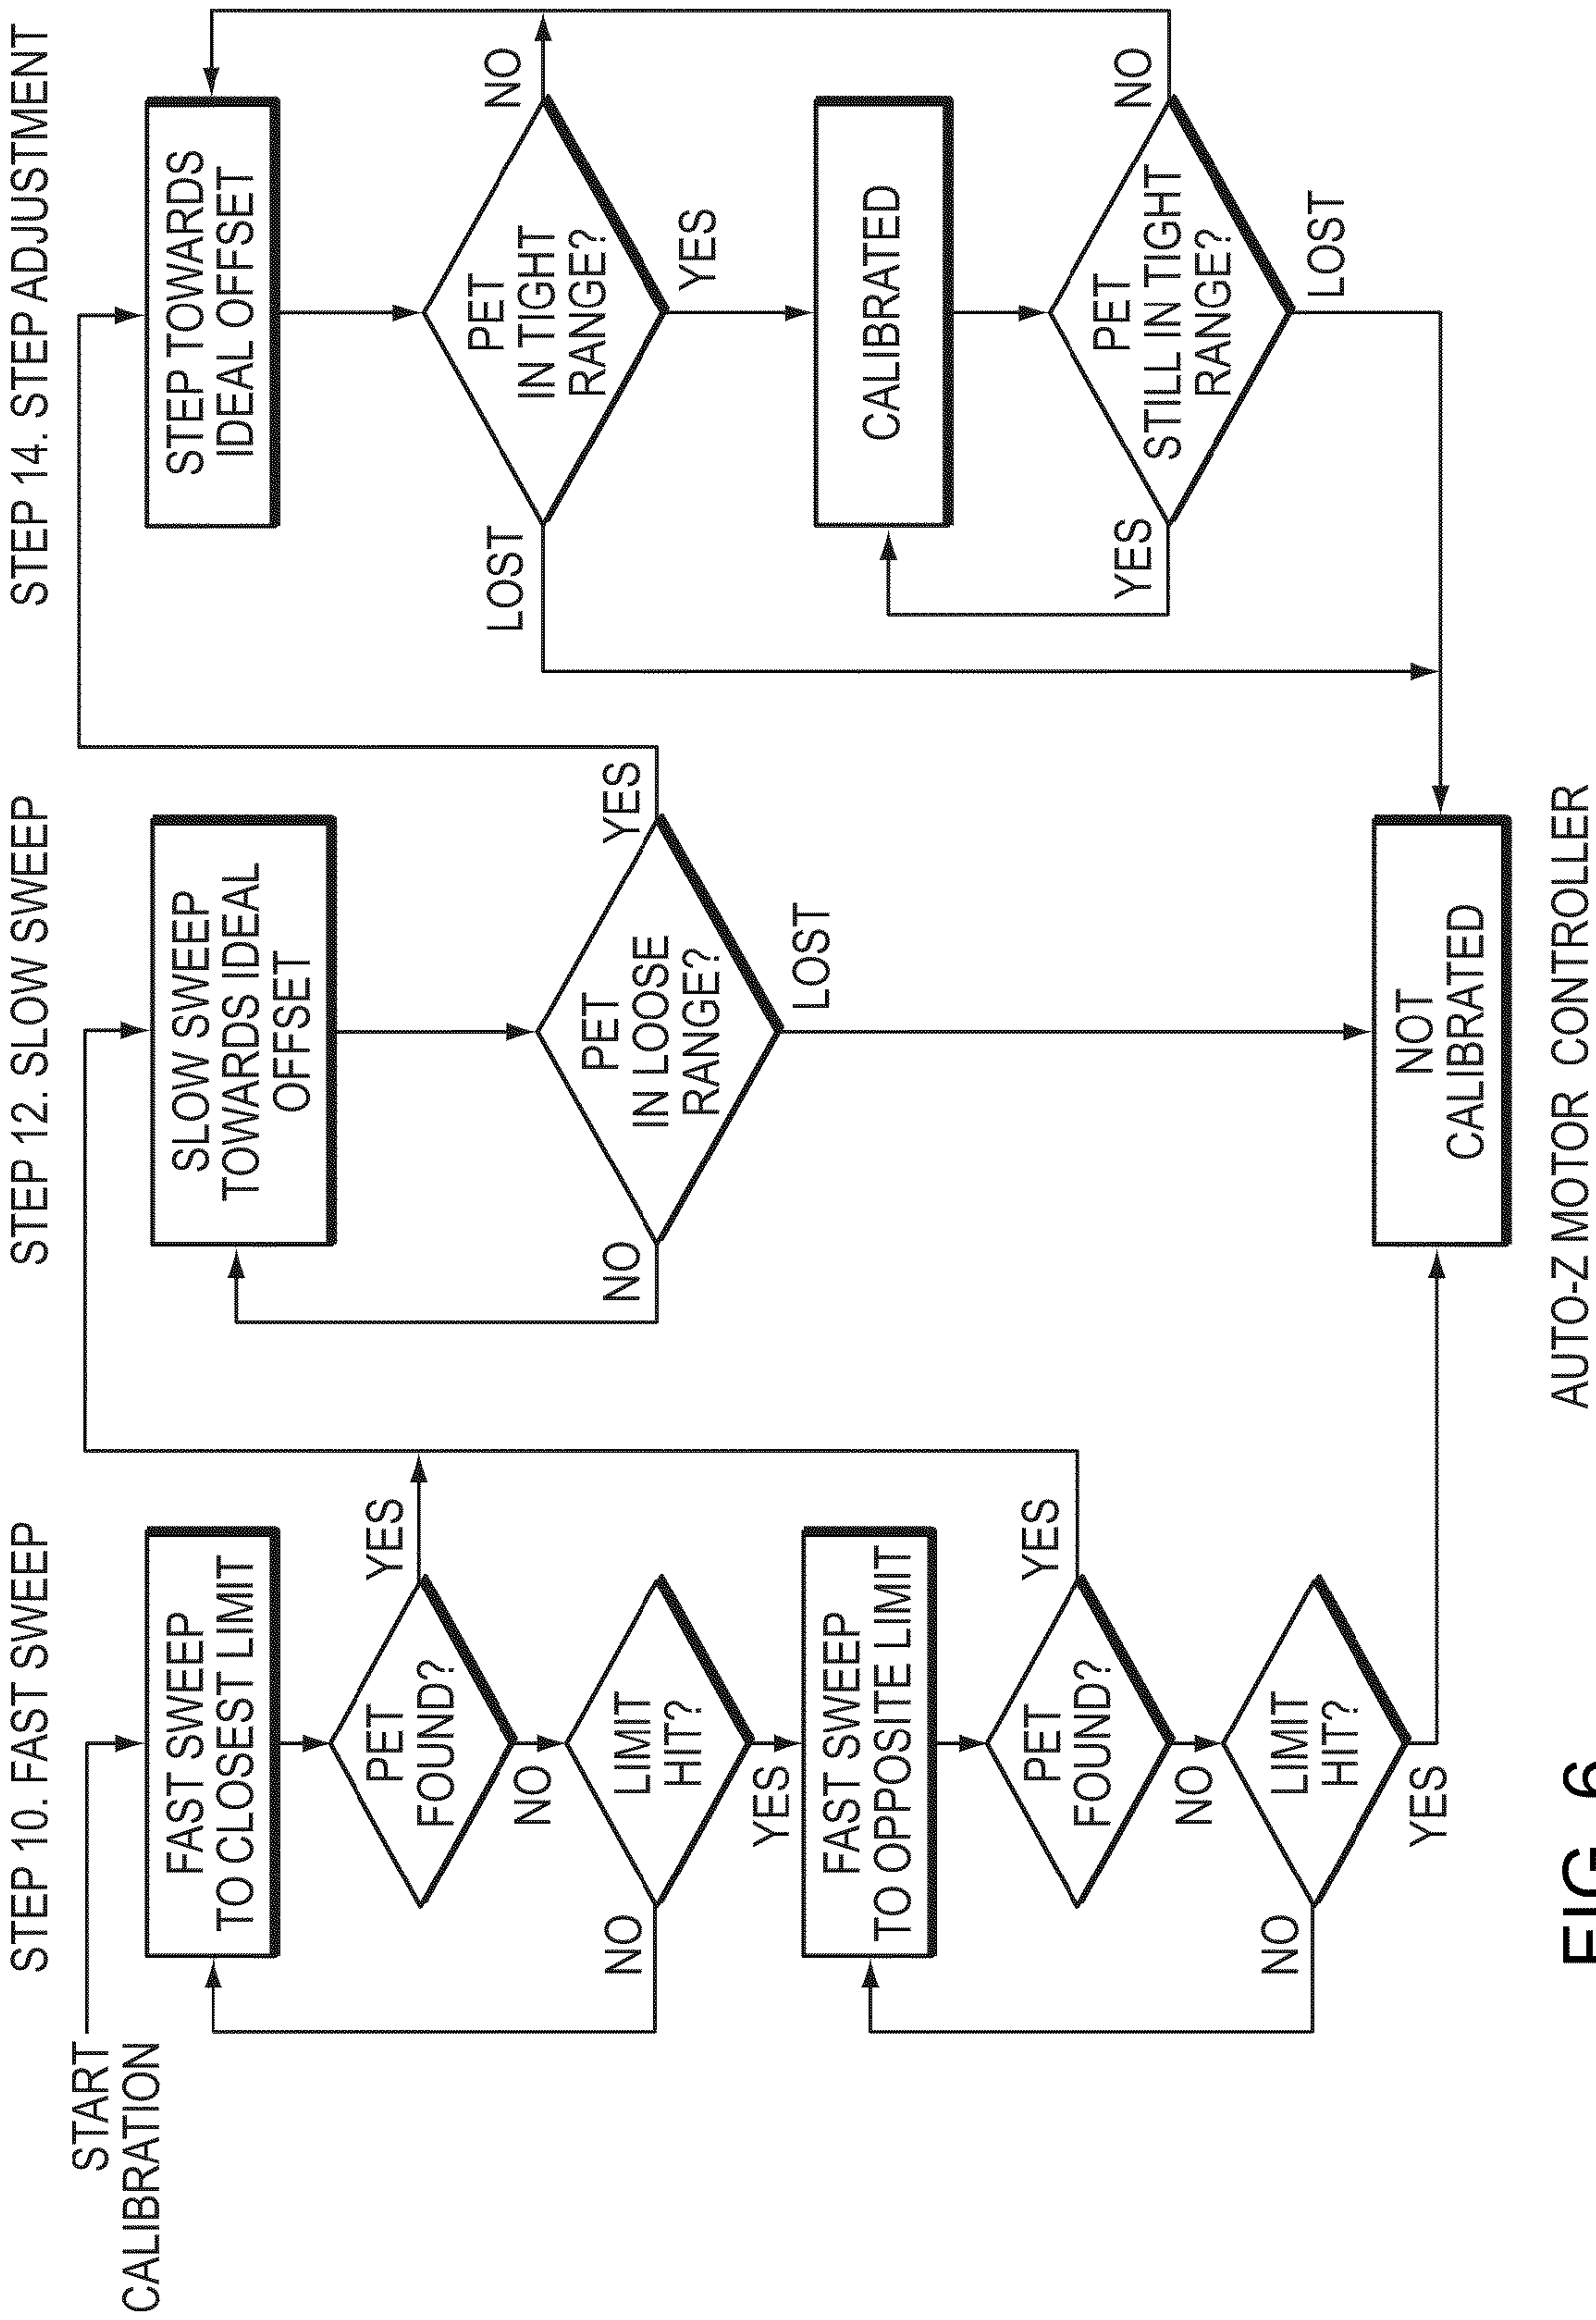 STEP 10. FAST SWEEP
START
CALIBRATION
FAST SWEEP
TO CLOSEST LIMIT
PET
FOUND?
YES
NO
LIMIT
HIT?
NO
YES
FAST SWEEP
TO OPPOSITE LIMIT
PET
FOUND?
YES
NO
LIMIT
HIT?
NO
YES
STEP 12. SLOW SWEEP
SLOW SWEEP
TOWARDS IDEAL
OFFSET
PET
IN LOOSE
RANGE?
NO
YES
LOST
NOT
CALIBRATED
STEP 14. STEP ADJUSTMENT
STEP TOWARDS
IDEAL OFFSET
PET
IN TIGHT
RANGE?
LOST
NO
YES
CALIBRATED
PET
STILL IN TIGHT
RANGE?
YES
NO
LOST
AUTO-Z MOTOR CONTROLLER
FIG. 6